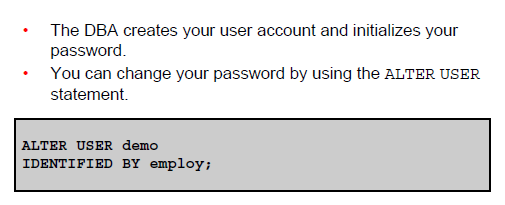 • The DBA creates your user account and initializes your
password.
• You can change your password by using the ALTER USER
statement.
ALTER USER demo
IDENTIFIED BY employ;